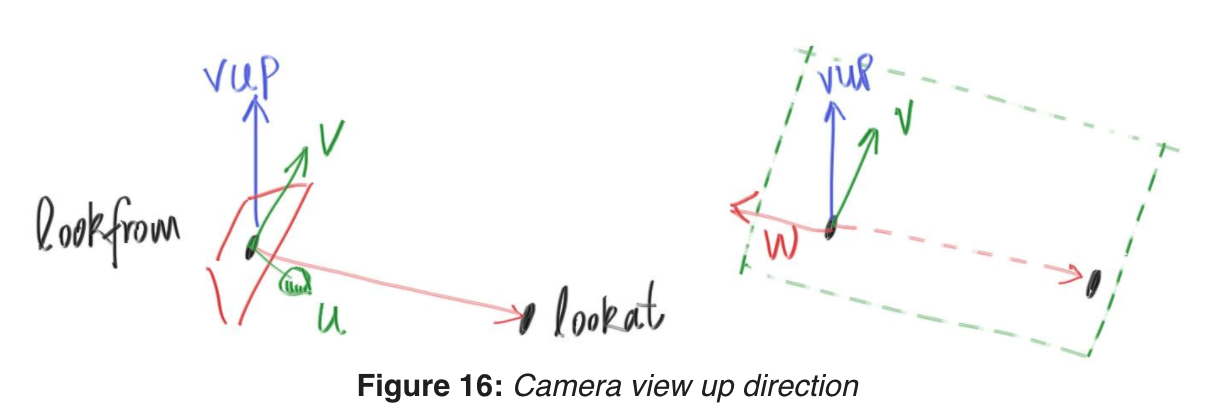 vup
v
lookfrom
u
lookat
vup
v
w
Figure 16: Camera view up direction